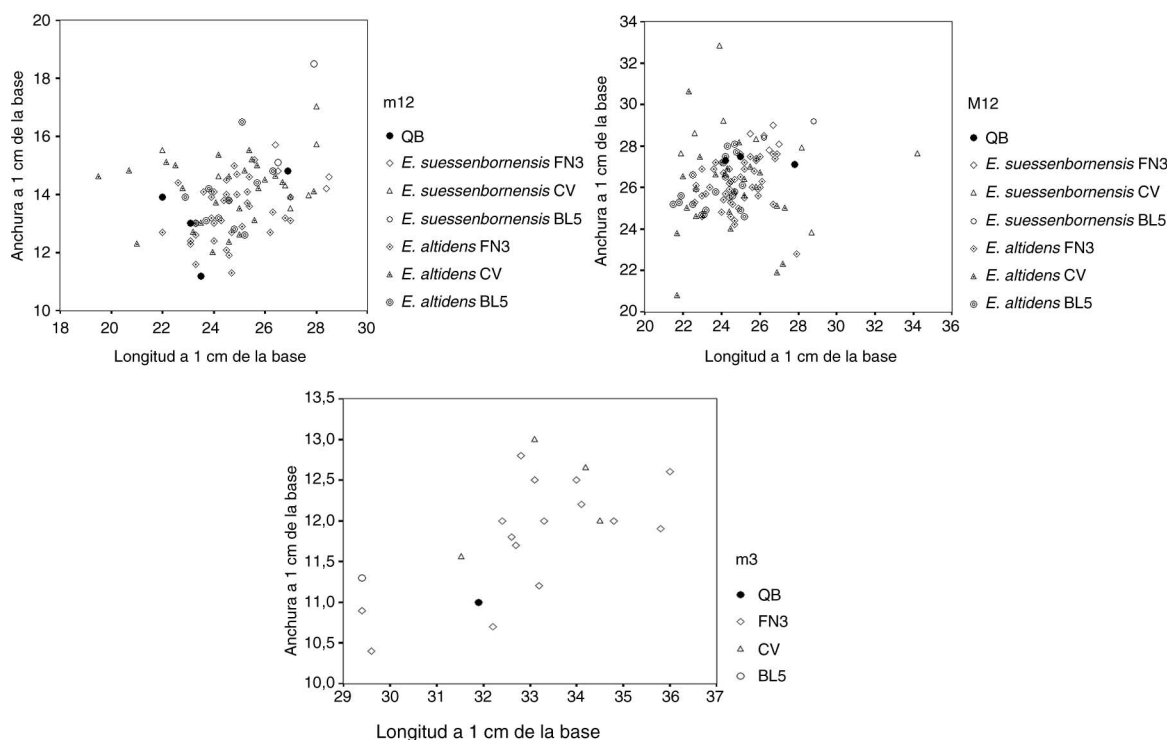 20
18
16
14
12
10
18 20 22 24 26 28 30
Anchura a 1 cm de la base
Longitud a 1 cm de la base
m12
QB
E. suessenbornensis FN3
E. suessenbornensis CV
E. suessenbornensis BL5
E. altidens FN3
E. altidens CV
E. altidens BL5
34
32
30
28
26
24
22
20
20 22 24 26 28 30 32 34 36
Anchura a 1 cm de la base
Longitud a 1 cm de la base
M12
QB
E. suessenbornensis FN3
E. suessenbornensis CV
E. suessenbornensis BL5
E. altidens FN3
E. altidens CV
E. altidens BL5
13,5
13,0
12,5
12,0
11,5
11,0
10,5
10,0
29 30 31 32 33 34 35 36 37
Anchura a 1 cm de la base
Longitud a 1 cm de la base
m3
QB
FN3
CV
BL5